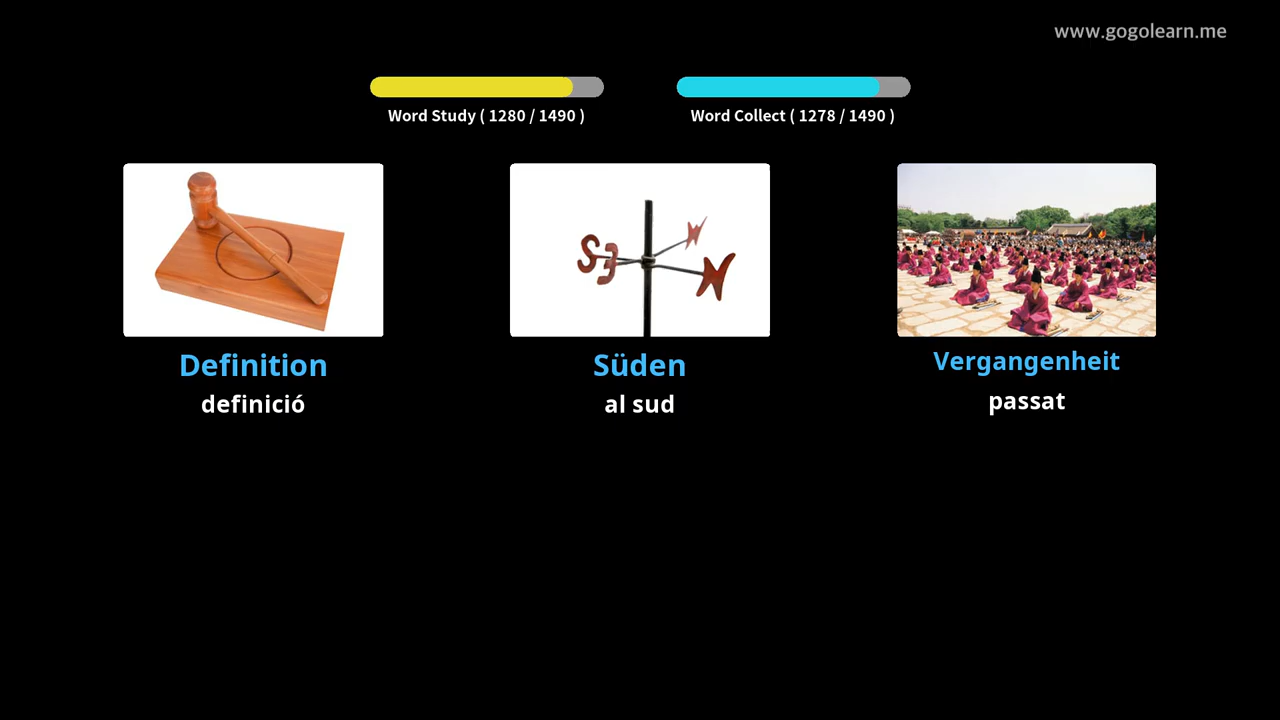 www.gogolearn.me
Word Study ( 1280 / 1490 )
Word Collect ( 1278 / 1490 )
S E N W
Definition
definició
Süden
al sud
Vergangenheit
passat